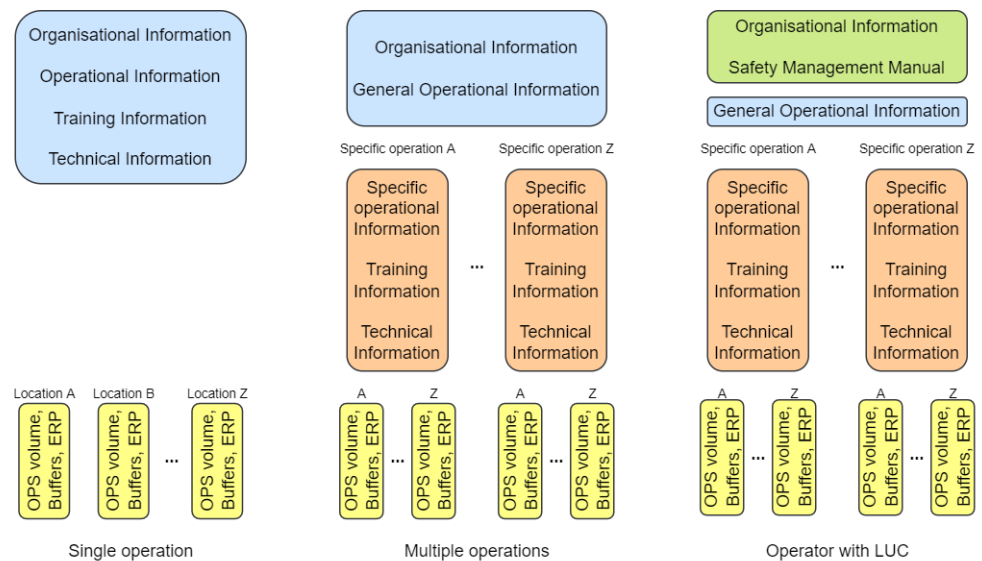 Organisational Information
Operational Information
Training Information
Technical Information
Location A
Location B
Location Z
OPS volume,
Buffers, ERP
OPS volume,
Buffers, ERP
...
OPS volume,
Buffers, ERP
Single operation
Organisational Information
General Operational Information
Specific operation A
Specific operation Z
Specific
operational
Information
Training
Information
Technical
Information
...
Specific
operational
Information
Training
Information
Technical
Information
A
Z
A
Z
OPS volume,
Buffers, ERP
...
OPS volume,
Buffers, ERP
OPS volume,
Buffers, ERP
...
OPS volume,
Buffers, ERP
Multiple operations
Organisational Information
Safety Management Manual
General Operational Information
Specific operation A
Specific operation Z
Specific
operational
Information
Training
Information
Technical
Information
...
Specific
operational
Information
Training
Information
Technical
Information
A
Z
A
Z
OPS volume,
Buffers, ERP
...
OPS volume,
Buffers, ERP
OPS volume,
Buffers, ERP
...
OPS volume,
Buffers, ERP
Operator with LUC